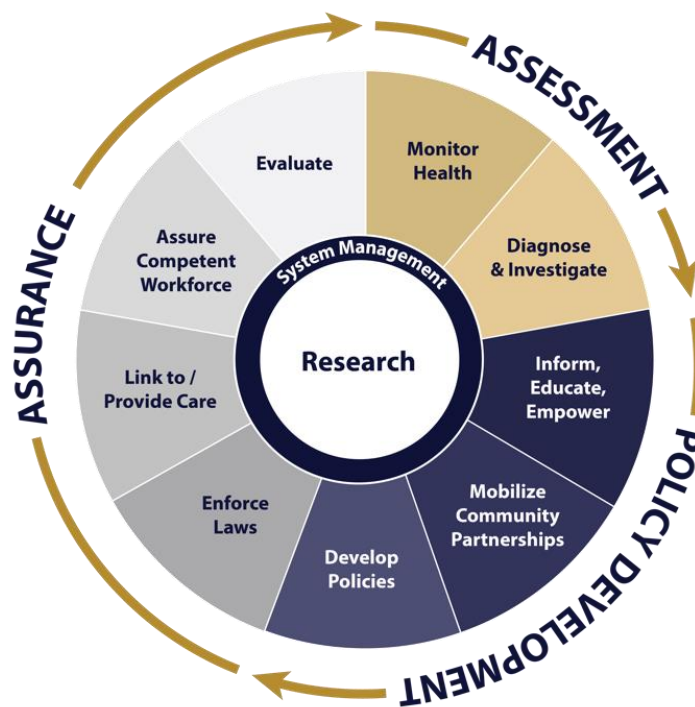 ASSESSMENT
Monitor
Health
Diagnose
& Investigate
POLICY DEVELOPMENT
Inform,
Educate,
Empower
Mobilize
Community
Partnerships
Develop
Policies
ASSURANCE
Enforce
Laws
Link to /
Provide Care
Assure
Competent
Workforce
Evaluate
System Management
Research